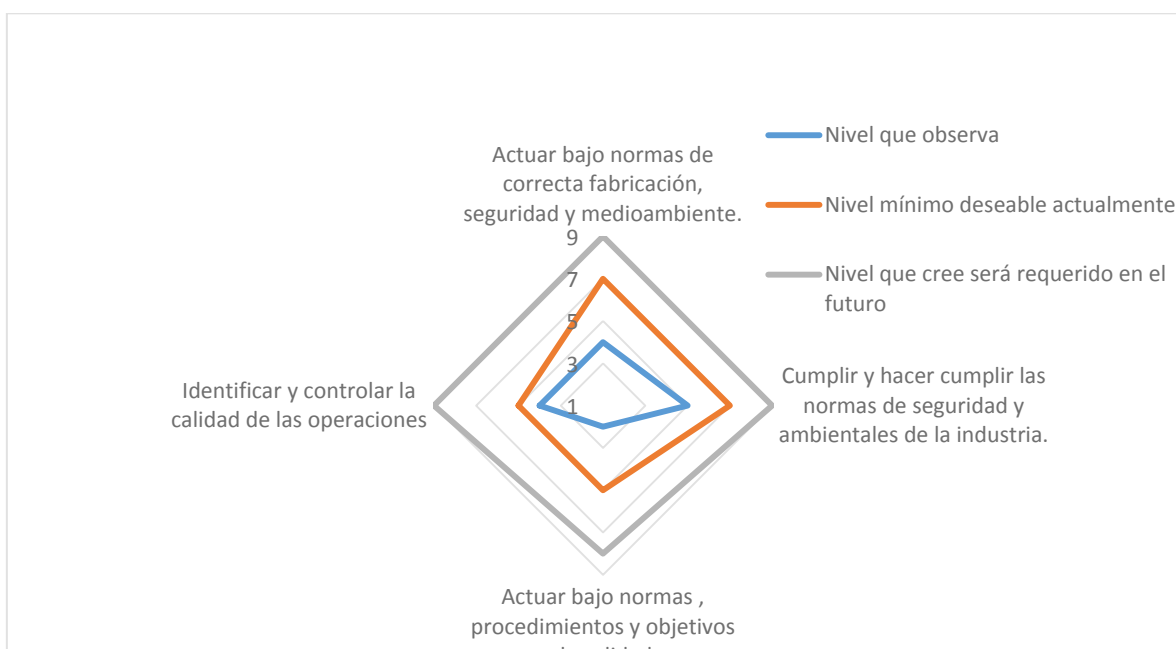 Nivel que observa
Actuar bajo normas de
correcta fabricación,
seguridad y medioambiente.
Nivel mínimo deseable actualmente
9
7
Nivel que cree será requerido en el
futuro
5
3
1
Identificar y controlar la
calidad de las operaciones
Cumplir y hacer cumplir las
normas de seguridad y
ambientales de la industria.
Actuar bajo normas ,
procedimientos y objetivos